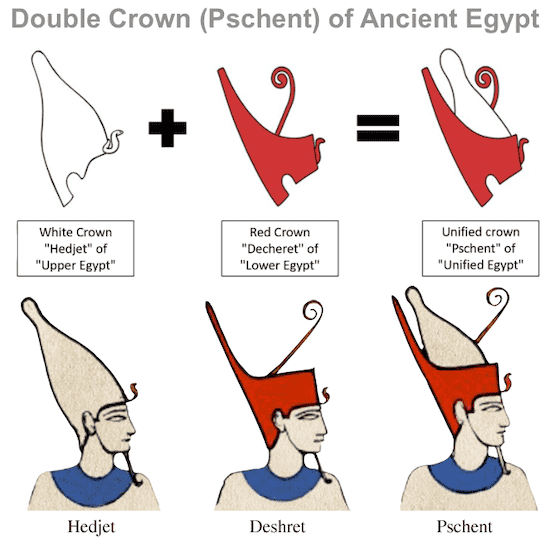 Double Crown (Pschent) of Ancient Egypt
White Crown
"Hedjet" of
"Upper Egypt"
Red Crown
"Decheret" of
"Lower Egypt"
Unified crown
"Pschent" of
"Unified Egypt"
Hedjet
Deshret
Pschent